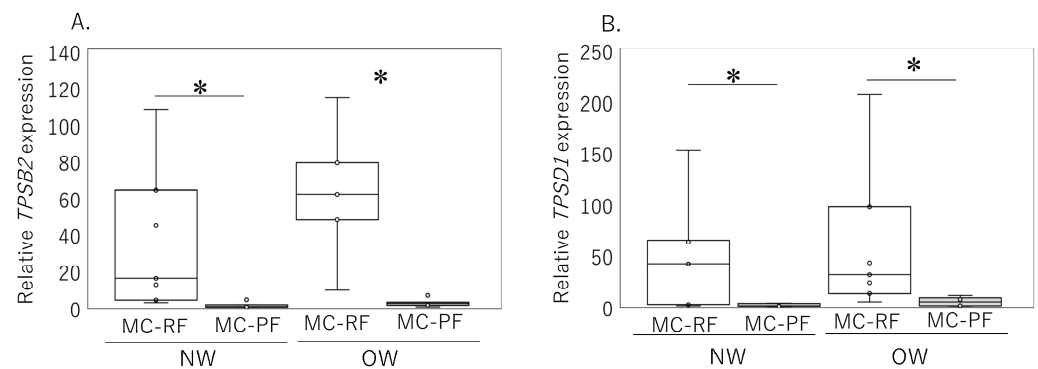 A.
Relative TPSB2 expression
140
120
100
80
60
40
20
0
*
*
MC-RF MC-PF MC-RF MC-PF
NW OW
B.
Relative TPSD1 expression
250
200
150
100
50
0
*
*
MC-RF MC-PF MC-RF MC-PF
NW OW